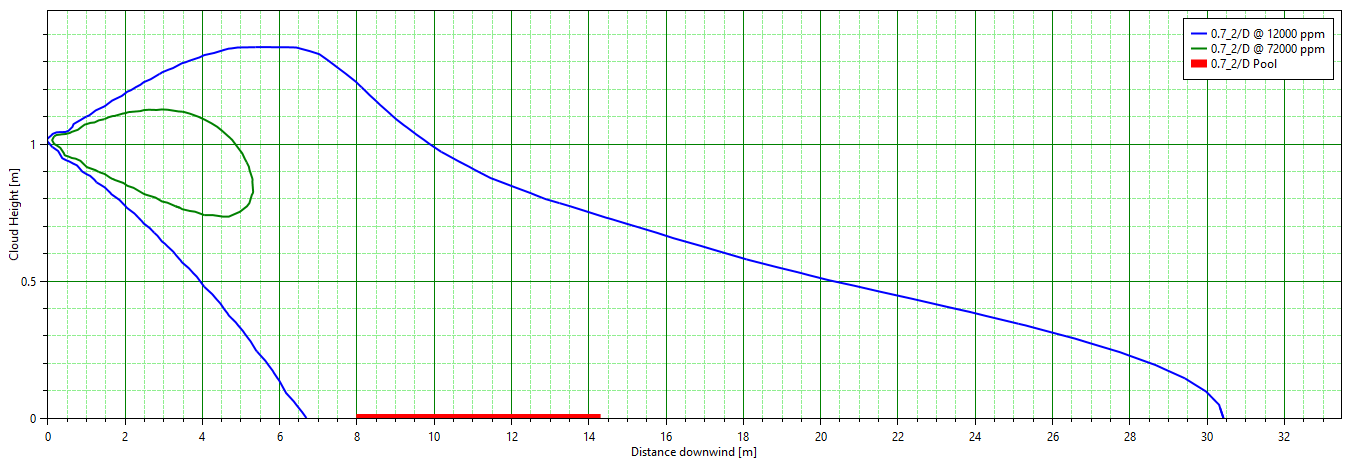 0.7_2/D @ 12000 ppm
0.7_2/D @ 72000 ppm
0.7_2/D Pool
Cloud Height [m]
1
0.5
0
0 2 4 6 8 10 12 14 16 18 20 22 24 26 28 30 32
Distance downwind [m]